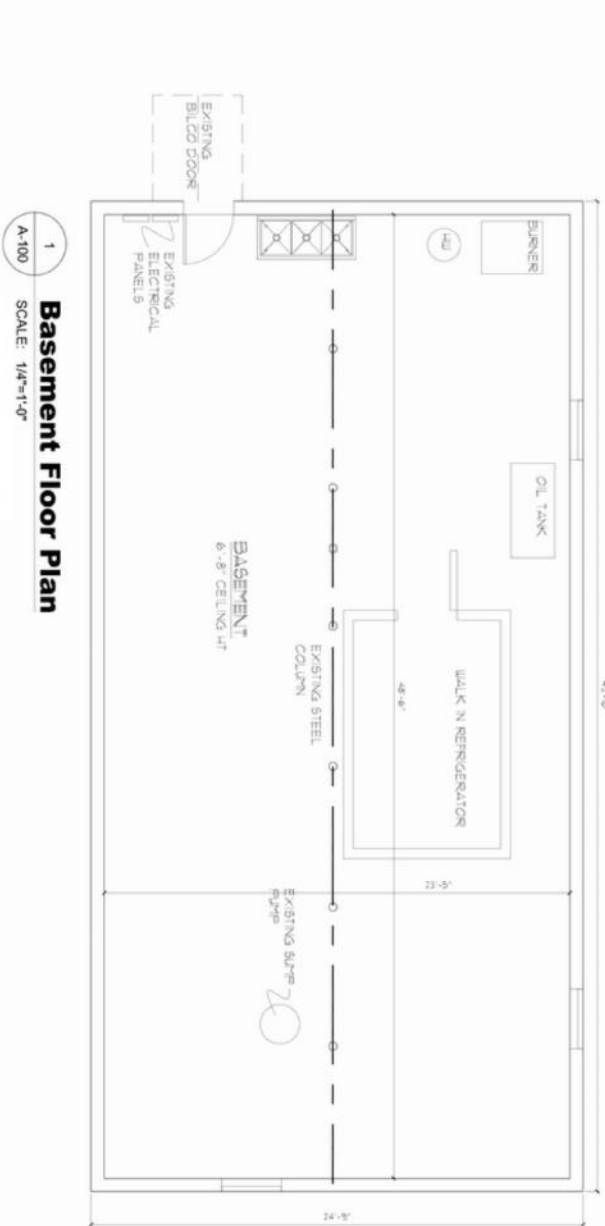 EXISTING
BILCO DOOR
EXISTING
ELECTRICAL
PANELS
HW
BURNER
OIL TANK
BASEMENT
6'-8" CEILING HT
EXISTING STEEL
COLUMN
WALK IN REFRIGERATOR
48'-6"
23'-5"
EXISTING SUMP
PUMP
24'-9"
1
A-100
Basement Floor Plan
SCALE: 1/4"=1'-0"